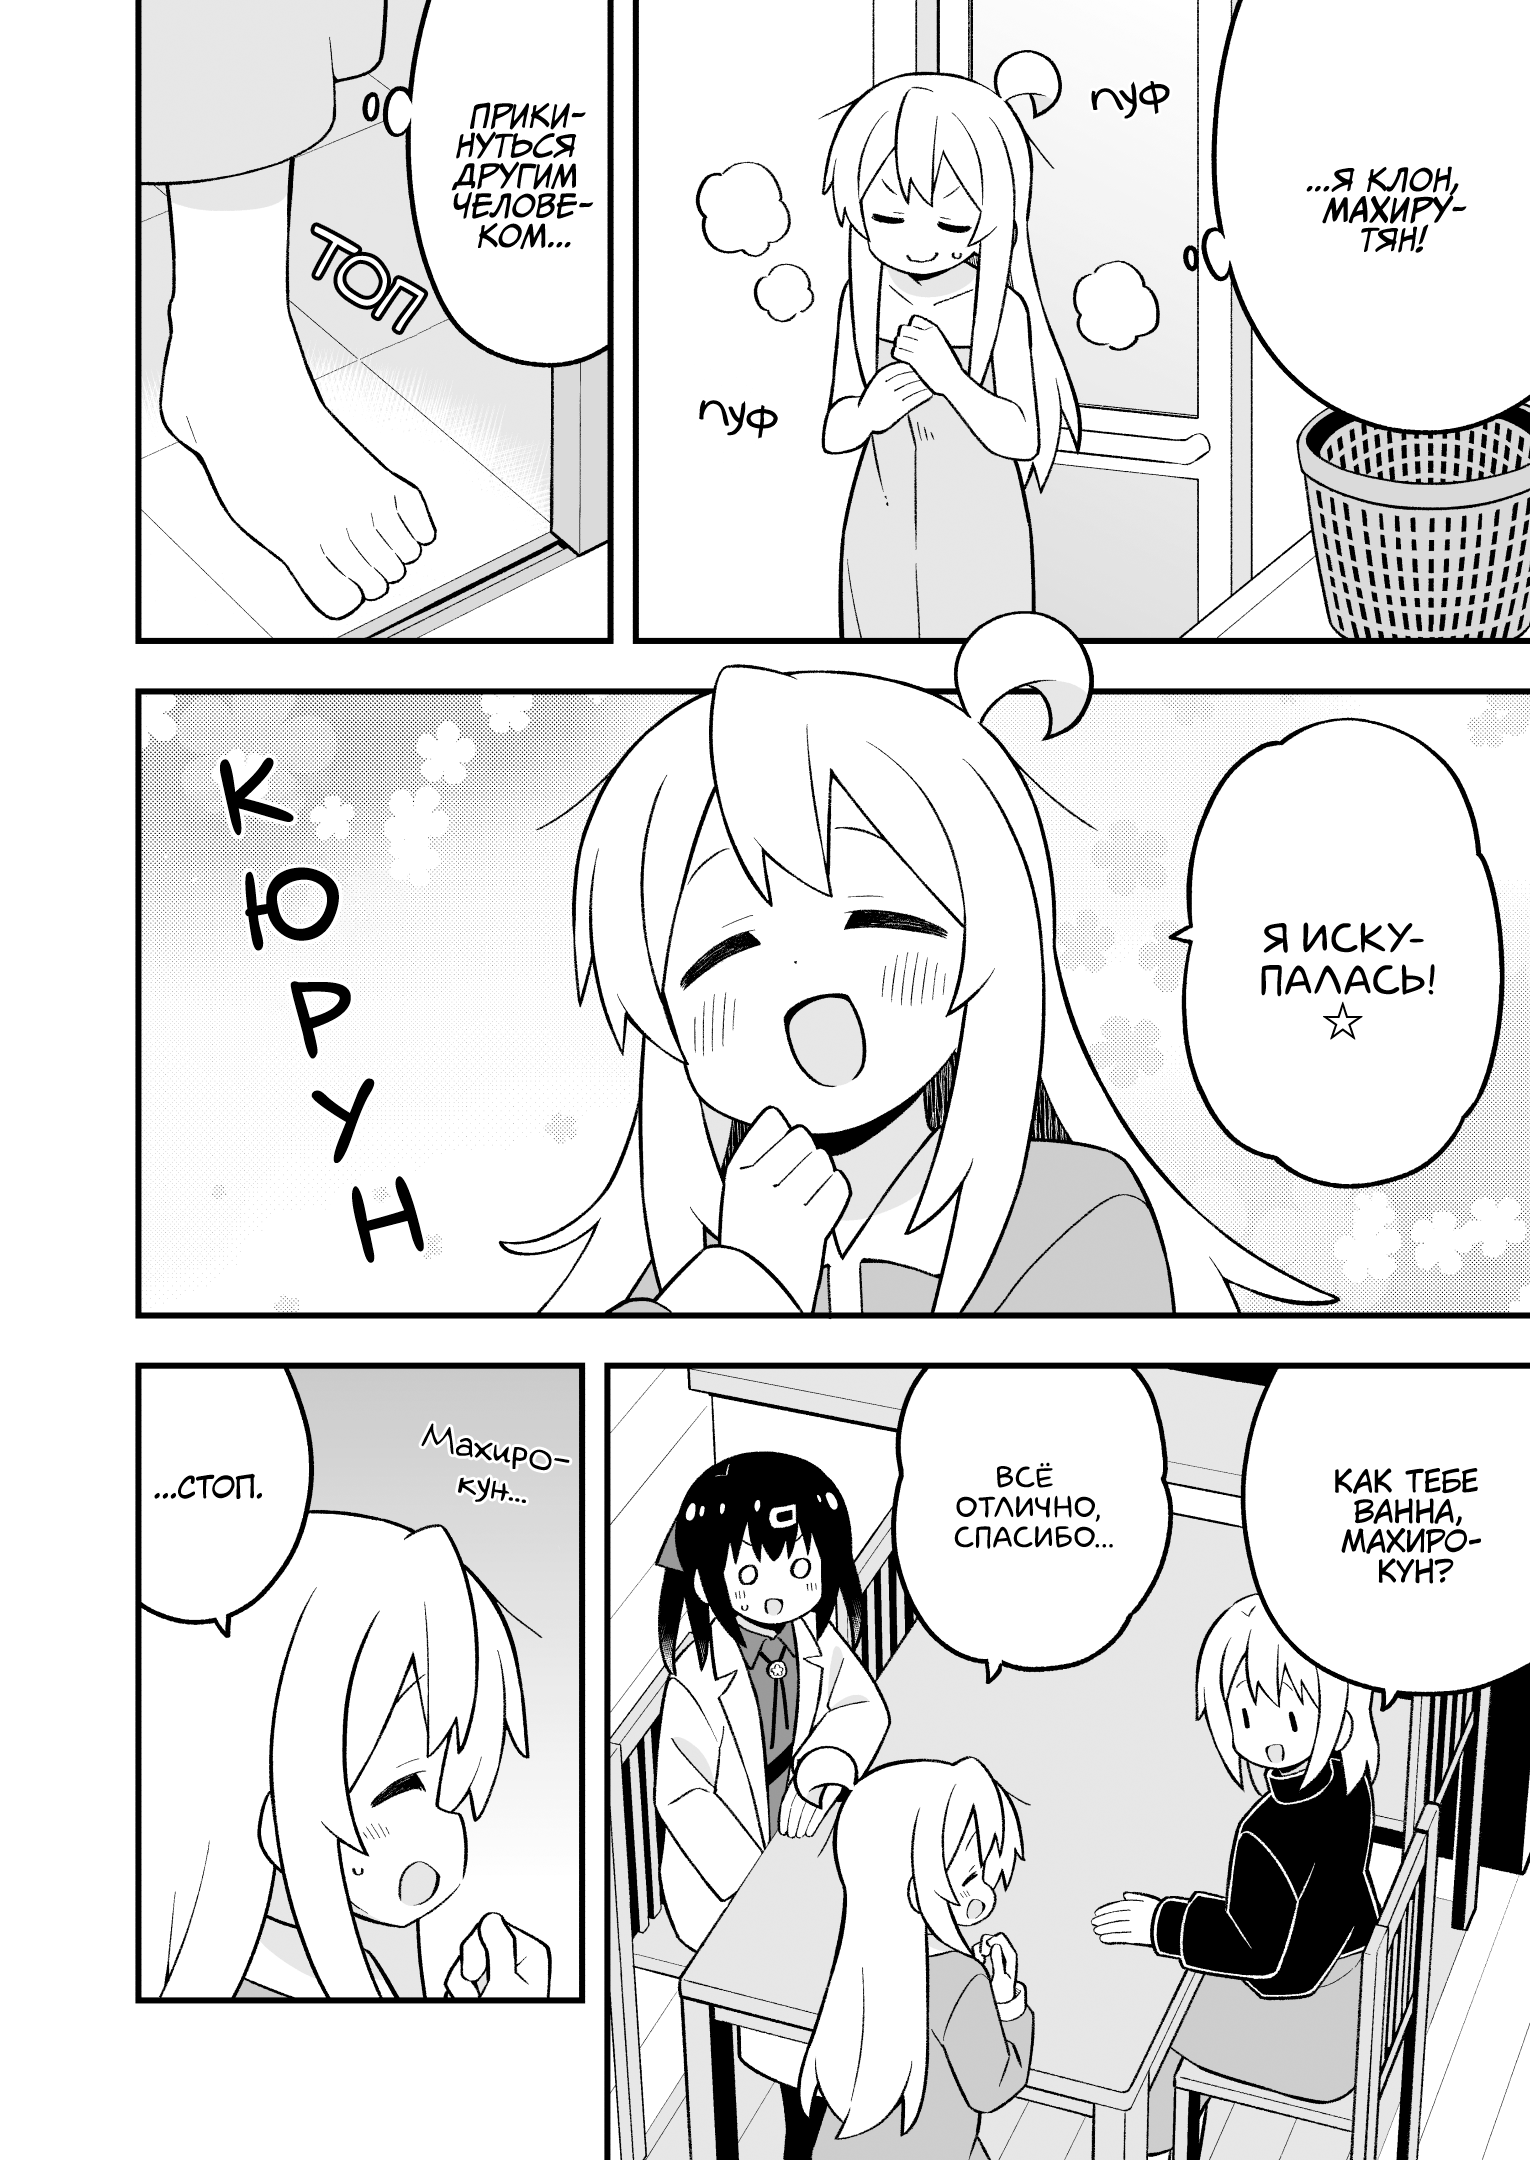 ...Я КЛОН,
МАХИРУ-
ТЯН!
ПУФ
ПУФ
ПРИКИ-
НУТЬСЯ
ДРУГИМ
ЧЕЛОВЕ-
КОМ...
ТОП
Я ИСКУ-
ПАЛАСЬ!
☆
К
Ю
Р
У
Н
КАК ТЕБЕ
ВАННА,
МАХИРО-
КУН?
ВСЁ
ОТЛИЧНО,
СПАСИБО...
Махиро-
кун...
...СТОП.